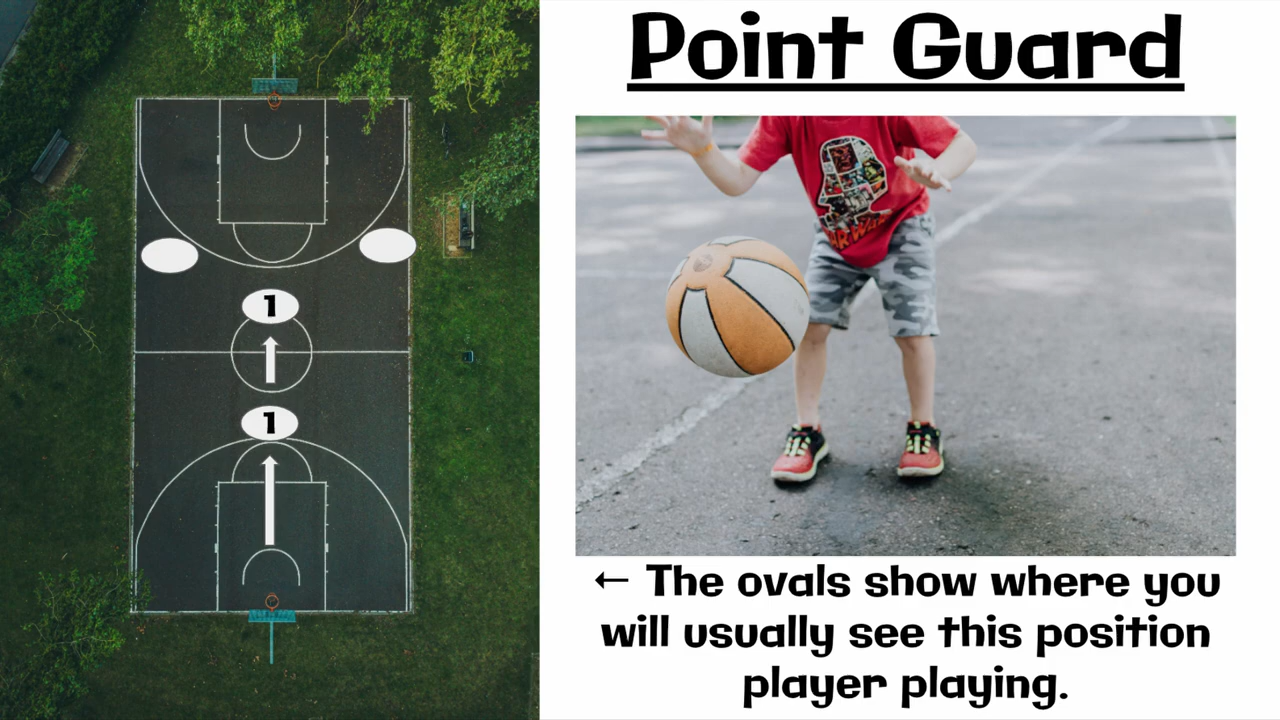 Point Guard
1
1
← The ovals show where you
will usually see this position
player playing.